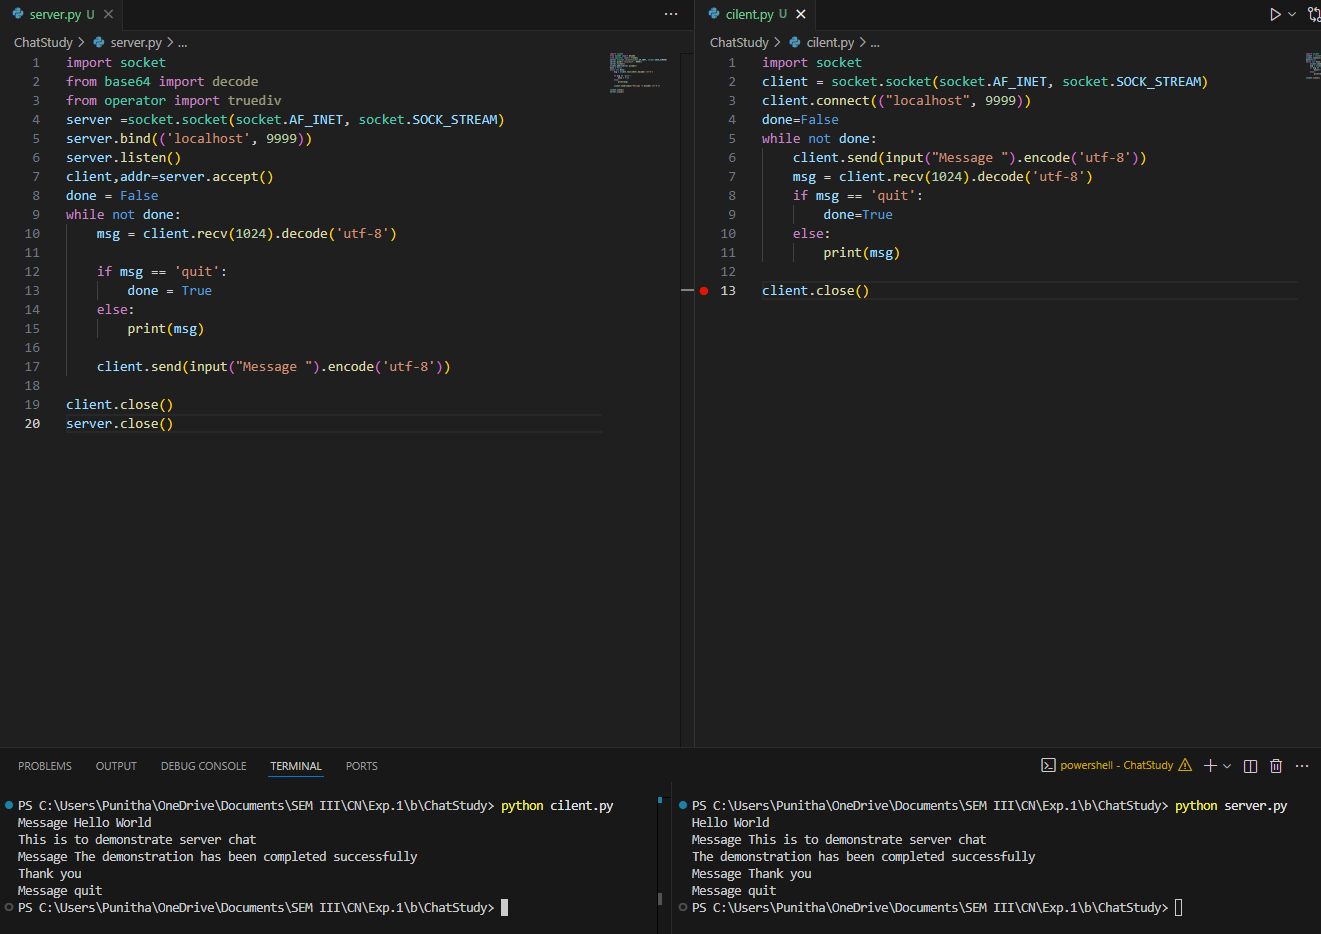 server.py U
ChatStudy > server.py > ...
1 import socket
2 from base64 import decode
3 from operator import truediv
4 server =socket.socket(socket.AF_INET, socket.SOCK_STREAM)
5 server.bind(('localhost', 9999))
6 server.listen()
7 client,addr=server.accept()
8 done = False
9 while not done:
10 msg = client.recv(1024).decode('utf-8')
11
12 if msg == 'quit':
13 done = True
14 else:
15 print(msg)
16
17 client.send(input("Message ").encode('utf-8'))
18
19 client.close()
20 server.close()
cilent.py U
ChatStudy > cilent.py > ...
1 import socket
2 client = socket.socket(socket.AF_INET, socket.SOCK_STREAM)
3 client.connect(("localhost", 9999))
4 done=False
5 while not done:
6 client.send(input("Message ").encode('utf-8'))
7 msg = client.recv(1024).decode('utf-8')
8 if msg == 'quit':
9 done=True
10 else:
11 print(msg)
12
13 client.close()
PROBLEMS OUTPUT DEBUG CONSOLE TERMINAL PORTS
powershell - ChatStudy
PS C:\Users\Punitha\OneDrive\Documents\SEM III\CN\Exp.1\b\ChatStudy> python cilent.py
Message Hello World
This is to demonstrate server chat
Message The demonstration has been completed successfully
Thank you
Message quit
PS C:\Users\Punitha\OneDrive\Documents\SEM III\CN\Exp.1\b\ChatStudy>
PS C:\Users\Punitha\OneDrive\Documents\SEM III\CN\Exp.1\b\ChatStudy> python server.py
Hello World
Message This is to demonstrate server chat
The demonstration has been completed successfully
Message Thank you
Message quit
PS C:\Users\Punitha\OneDrive\Documents\SEM III\CN\Exp.1\b\ChatStudy>